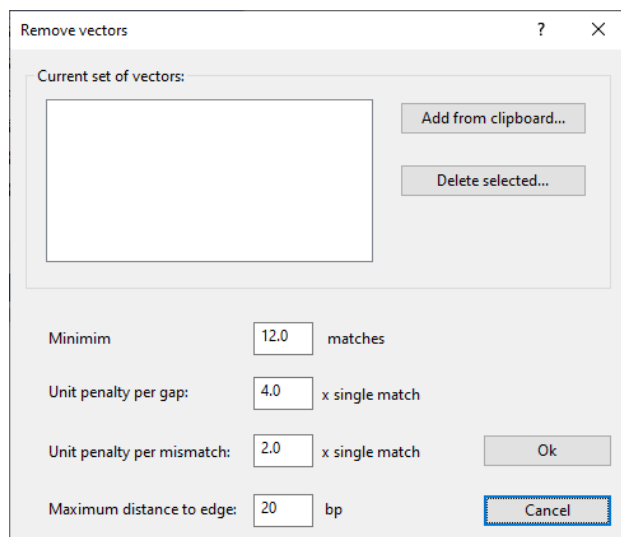 Remove vectors ?
Current set of vectors:
Add from clipboard...
Delete selected...
Minimim 12.0 matches
Unit penalty per gap: 4.0 x single match
Unit penalty per mismatch: 2.0 x single match
Ok
Maximum distance to edge: 20 bp
Cancel